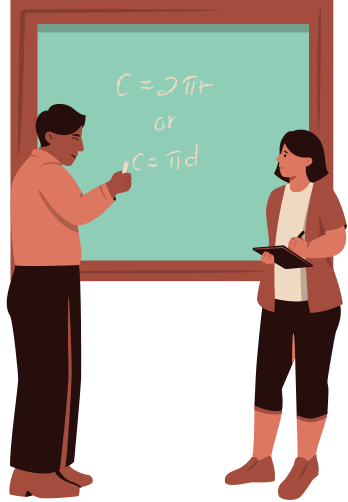 C = 2πr
or
C = πd